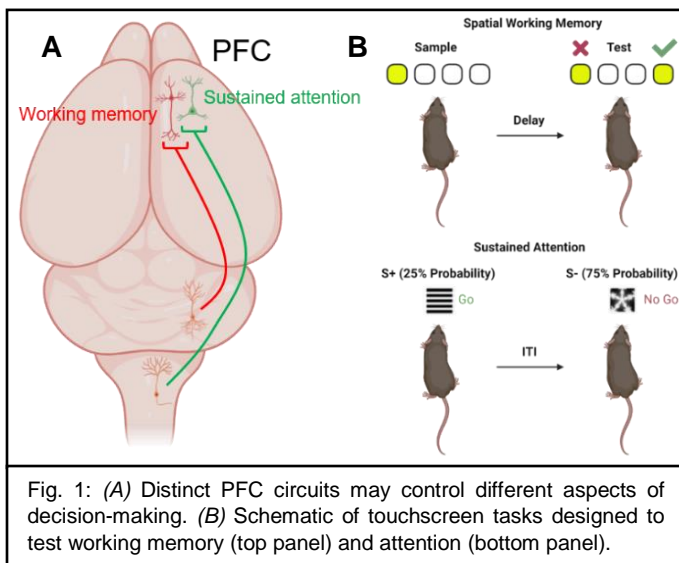 A
PFC
Working memory
Sustained attention
B
Spatial Working Memory
Sample
Test
Delay
Sustained Attention
S+ (25% Probability)
S- (75% Probability)
Go
No Go
ITI
Fig. 1: (A) Distinct PFC circuits may control different aspects of
decision-making. (B) Schematic of touchscreen tasks designed to
test working memory (top panel) and attention (bottom panel).